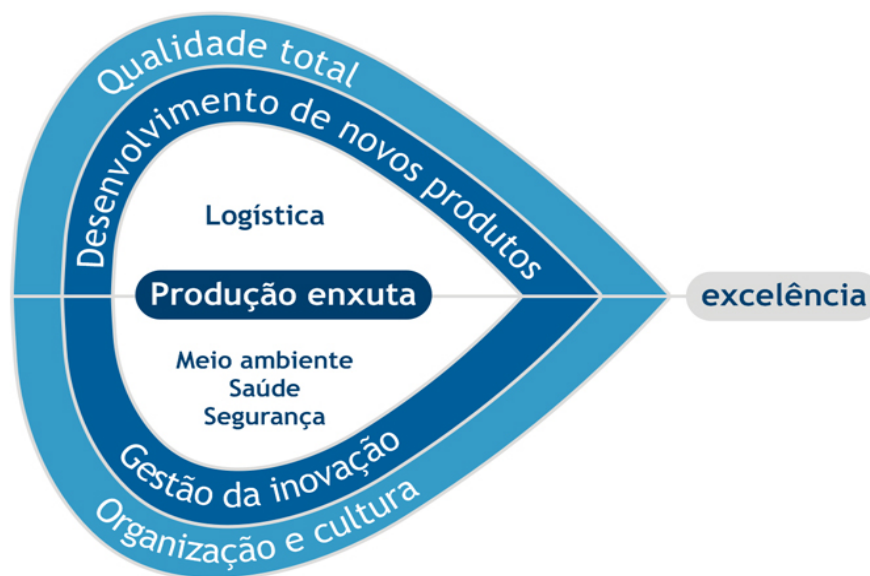 Qualidade total
Desenvolvimento de novos produtos
Logística
Produção enxuta
excelência
Meio ambiente
Saúde
Segurança
Gestão da inovação
Organização e cultura